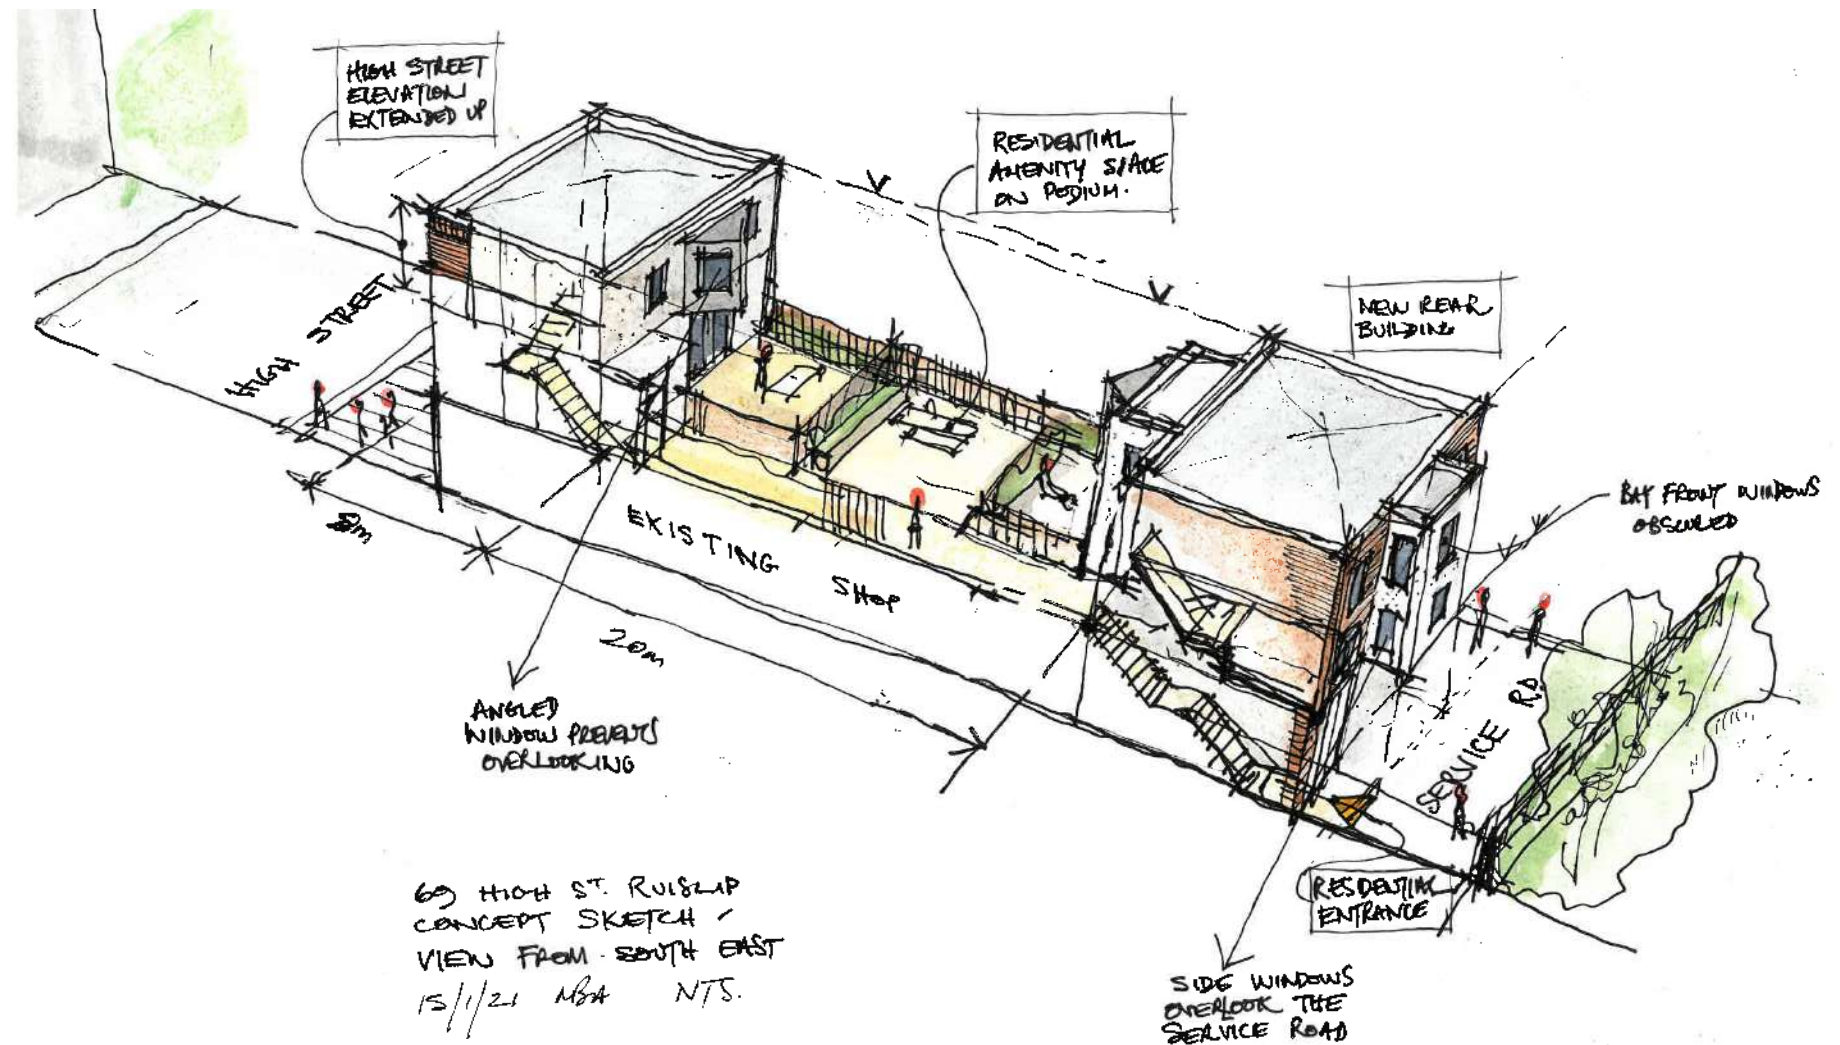 HIGH STREET
ELEVATION
EXTENDED UP
RESIDENTIAL
AMENITY SPACE
ON PODIUM.
NEW REAR
BUILDING
HIGH STREET
BAY FRONT WINDOWS
OBSCURED
EXISTING SHOP
20m
ANGLED
WINDOW PREVENTS
OVERLOOKING
SERVICE RD
RESIDENTIAL
ENTRANCE
SIDE WINDOWS
OVERLOOK THE
SERVICE ROAD
69 HIGH ST. RUISLIP
CONCEPT SKETCH /
VIEW FROM SOUTH EAST
15/1/21 MBA NTS.